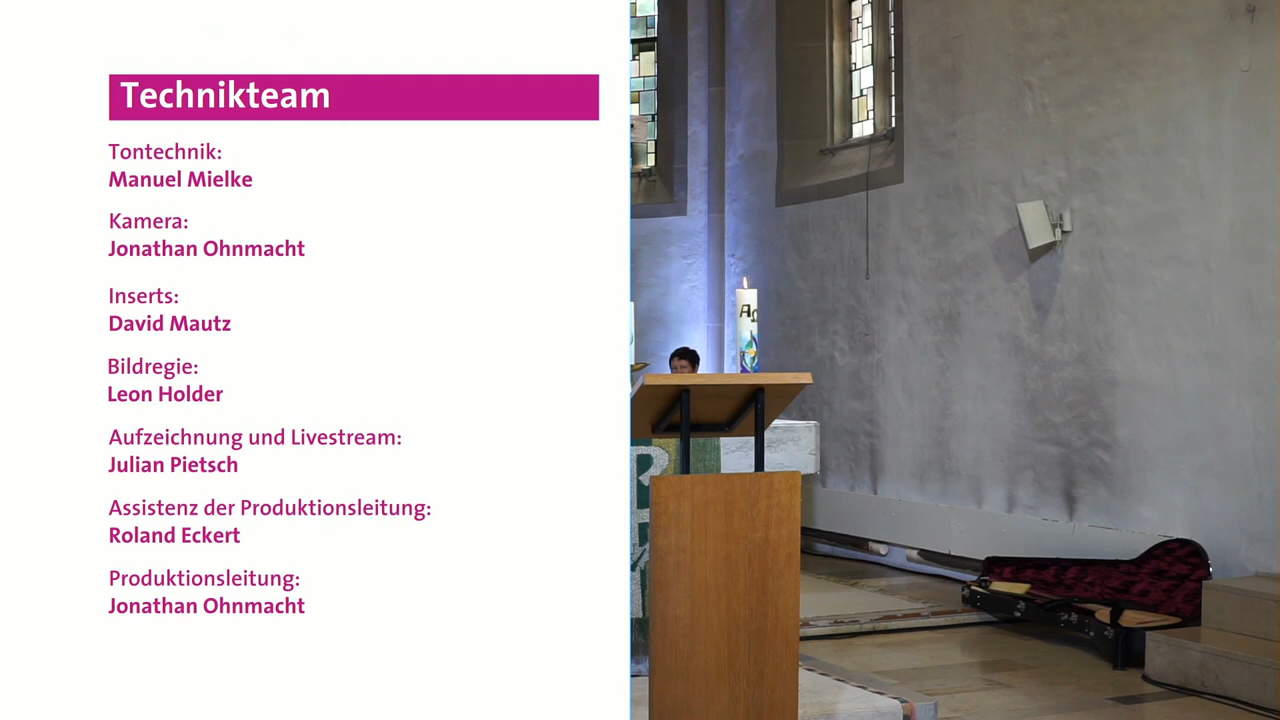 Technikteam
Tontechnik:
Manuel Mielke
Kamera:
Jonathan Ohnmacht
Inserts:
David Mautz
Bildregie:
Leon Holder
Aufzeichnung und Livestream:
Julian Pietsch
Assistenz der Produktionsleitung:
Roland Eckert
Produktionsleitung:
Jonathan Ohnmacht
ΑΩ